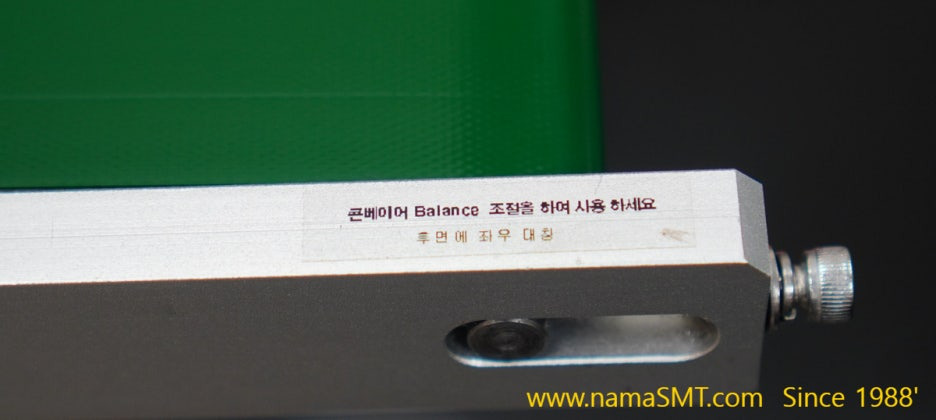 콘베이어 Balance 조절을 하여 사용 하세요
후면에 좌우 대칭
www.namaSMT.com Since 1988'